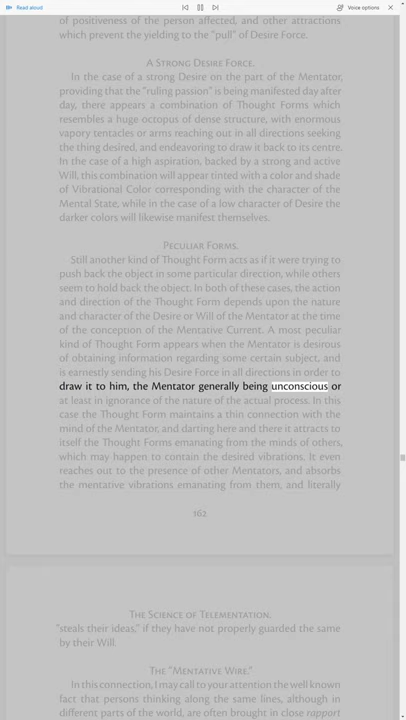 Read aloud
Voice options
of positiveness of the person affected, and other attractions
which prevent the yielding to the "pull" of Desire Force.
A Strong Desire Force.
In the case of a strong Desire on the part of the Mentator,
providing that the "ruling passion" is being manifested day after
day, there appears a combination of Thought Forms which
resembles a huge octopus of dense structure, with enormous
vapory tentacles or arms reaching out in all directions seeking
the thing desired, and endeavoring to draw it back to its centre.
In the case of a high aspiration, backed by a strong and active
Will, this combination will appear tinted with a color and shade
of Vibrational Color corresponding with the character of the
Mental State, while in the case of a low character of Desire the
darker colors will likewise manifest themselves.
Peculiar Forms.
Still another kind of Thought Form acts as if it were trying to
push back the object in some particular direction, while others
seem to hold back the object. In both of these cases, the action
and direction of the Thought Form depends upon the nature
and character of the Desire or Will of the Mentator at the time
of the conception of the Mentative Current. A most peculiar
kind of Thought Form appears when the Mentator is desirous
of obtaining information regarding some certain subject, and
is earnestly sending his Desire Force in all directions in order to
draw it to him, the Mentator generally being unconscious or
at least in ignorance of the nature of the actual process. In this
case the Thought Form maintains a thin connection with the
mind of the Mentator, and darting here and there it attracts to
itself the Thought Forms emanating from the minds of others,
which may happen to contain the desired vibrations. It even
reaches out to the presence of other Mentators, and absorbs
the mentative vibrations emanating from them, and literally
162
The Science of Telementation.
"steals their ideas," if they have not properly guarded the same
by their Will.
The "Mentative Wire."
In this connection, I may call to your attention the well known
fact that persons thinking along the same lines, although in
different parts of the world, are often brought in close rapport